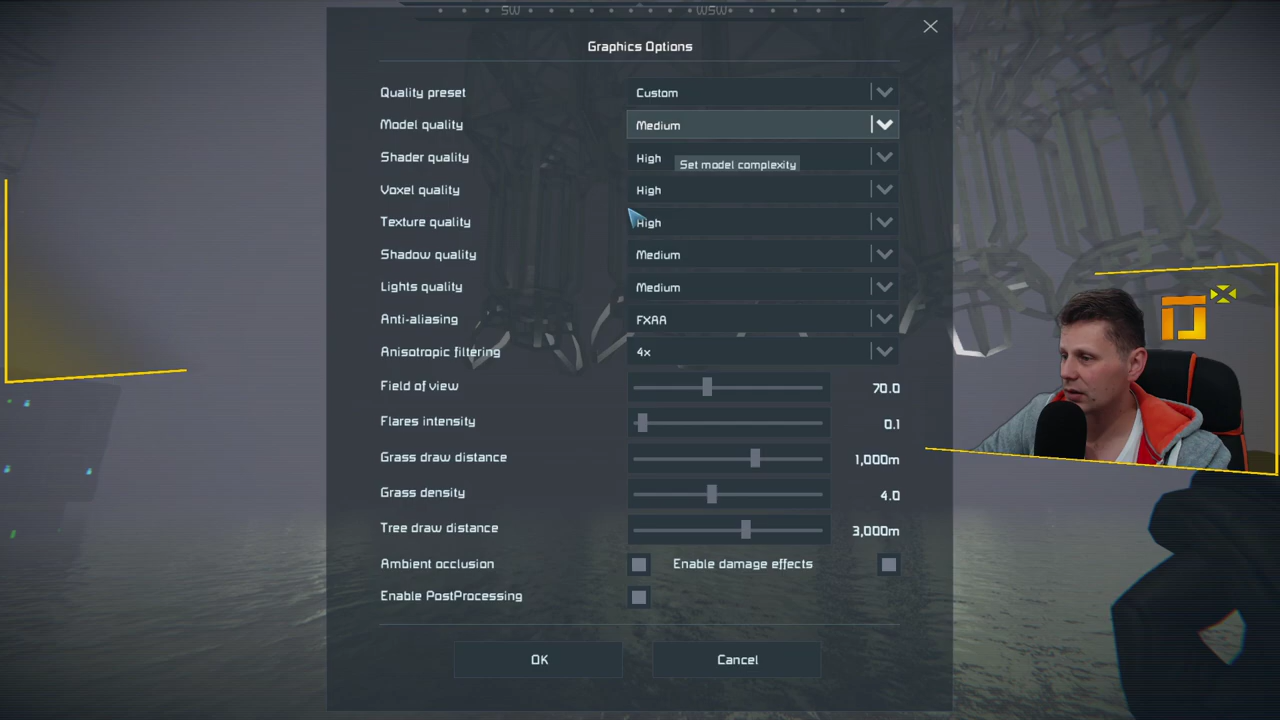 SW WSW
Graphics Options
Quality preset Custom
Model quality Medium
Shader quality High
Set model complexity
Voxel quality High
Texture quality High
Shadow quality Medium
Lights quality Medium
Anti-aliasing FXAA
Anisotropic filtering 4x
Field of view 70.0
Flares intensity 0.1
Grass draw distance 1,000m
Grass density 4.0
Tree draw distance 3,000m
Ambient occlusion Enable damage effects
Enable PostProcessing
OK Cancel